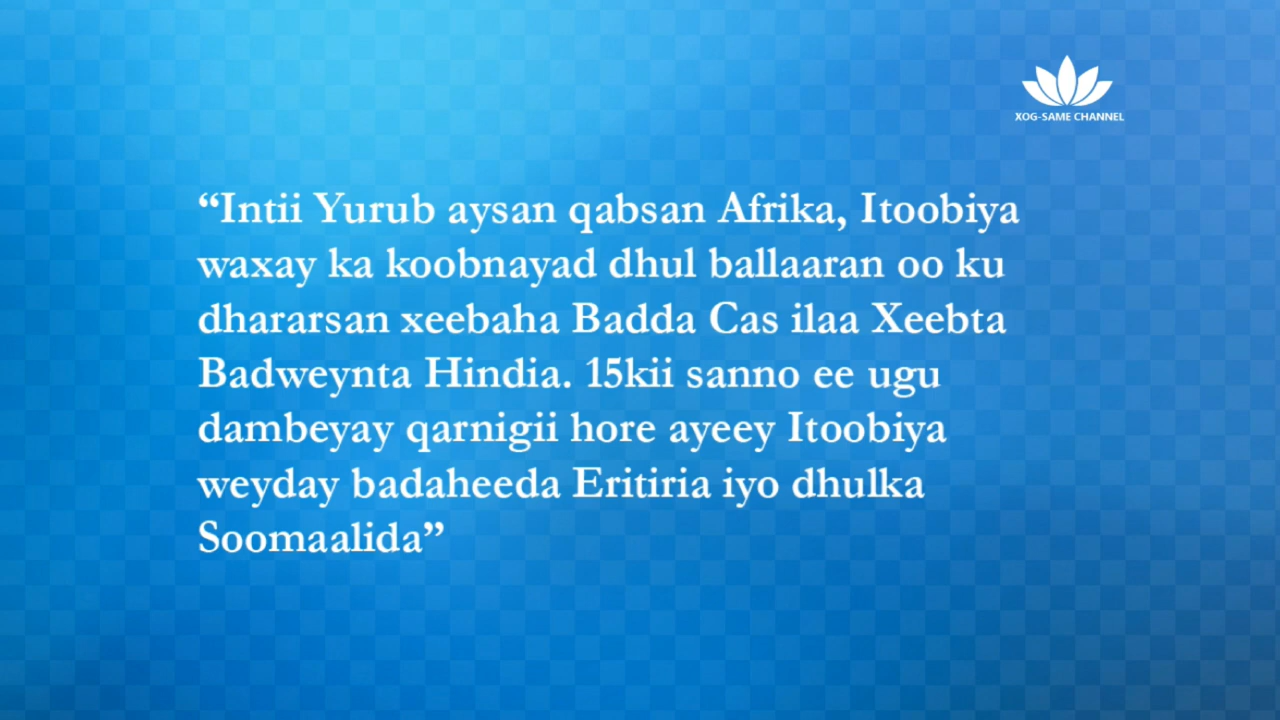 XOG-SAME CHANNEL
“Intii Yurub aysan qabsan Afrika, Itoobiya
waxay ka koobnayad dhul ballaaran oo ku
dhararsan xeebaha Badda Cas ilaa Xeebta
Badweynta Hindia. 15kii sanno ee ugu
dambeyay qarnigii hore ayeey Itoobiya
weyday badaheeda Eritiria iyo dhulka
Soomaalida”